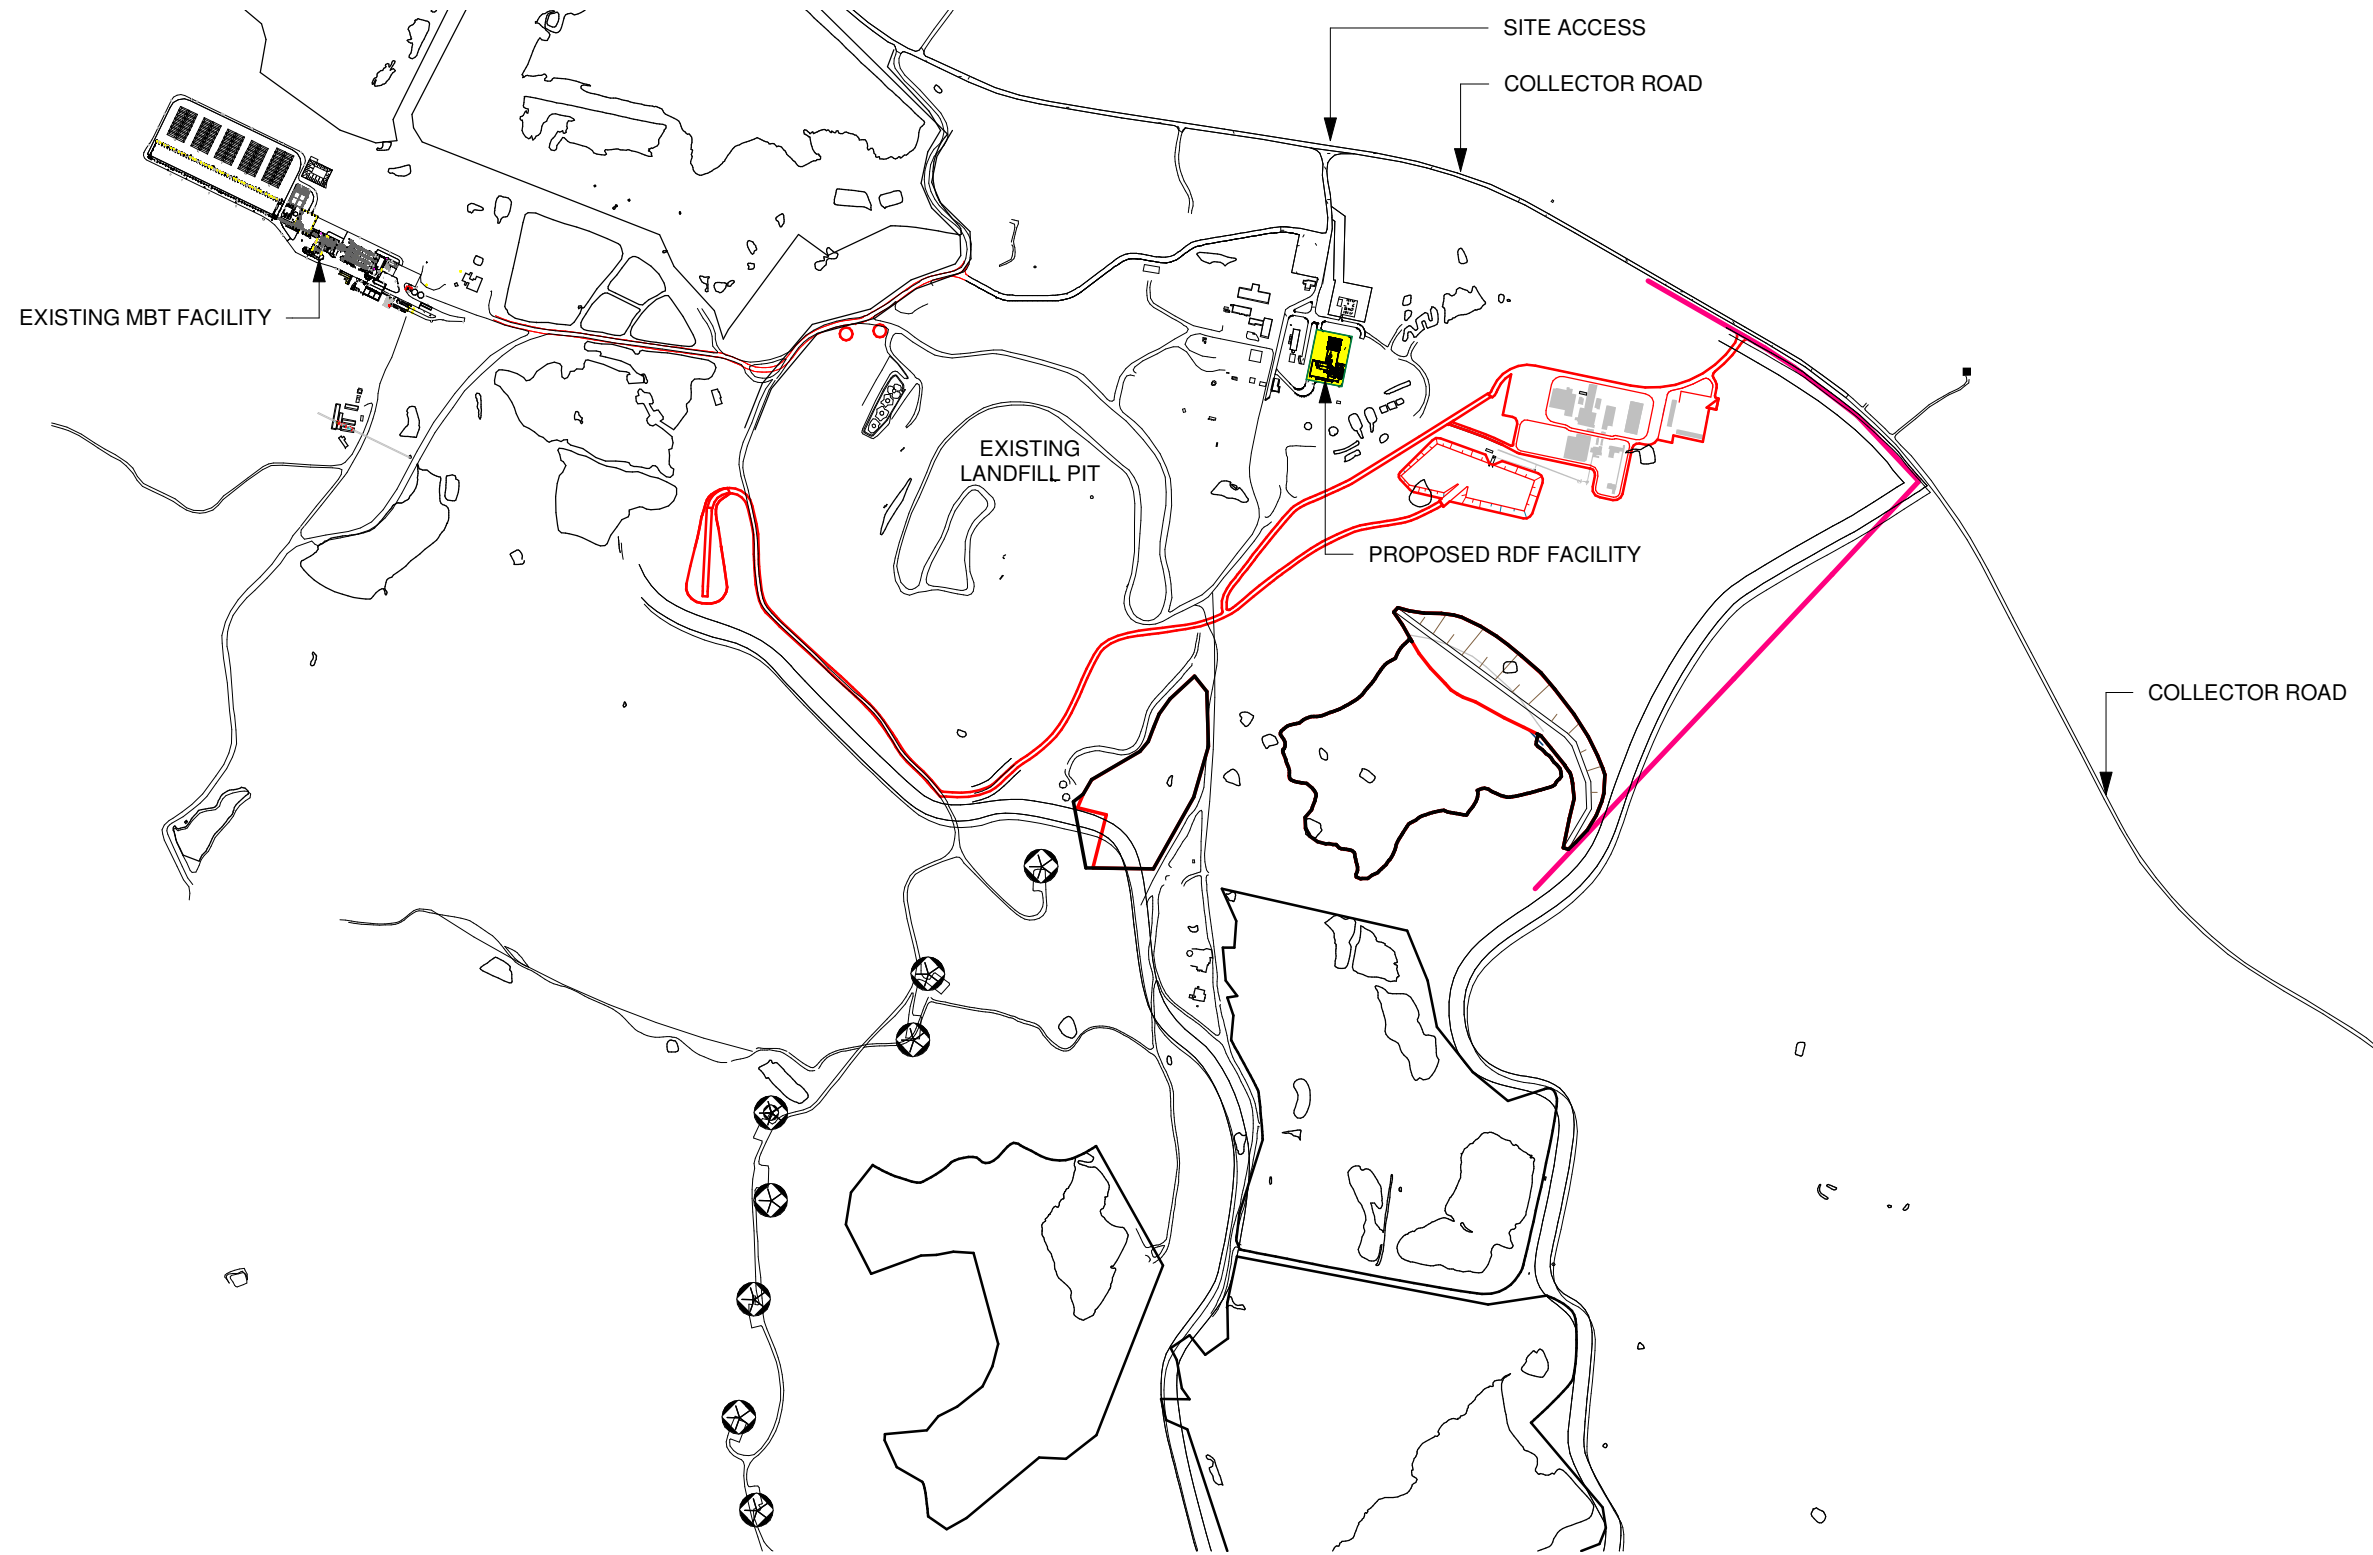 SITE ACCESS
COLLECTOR ROAD
EXISTING MBT FACILITY
EXISTING
LANDFILL PIT
PROPOSED RDF FACILITY
COLLECTOR ROAD